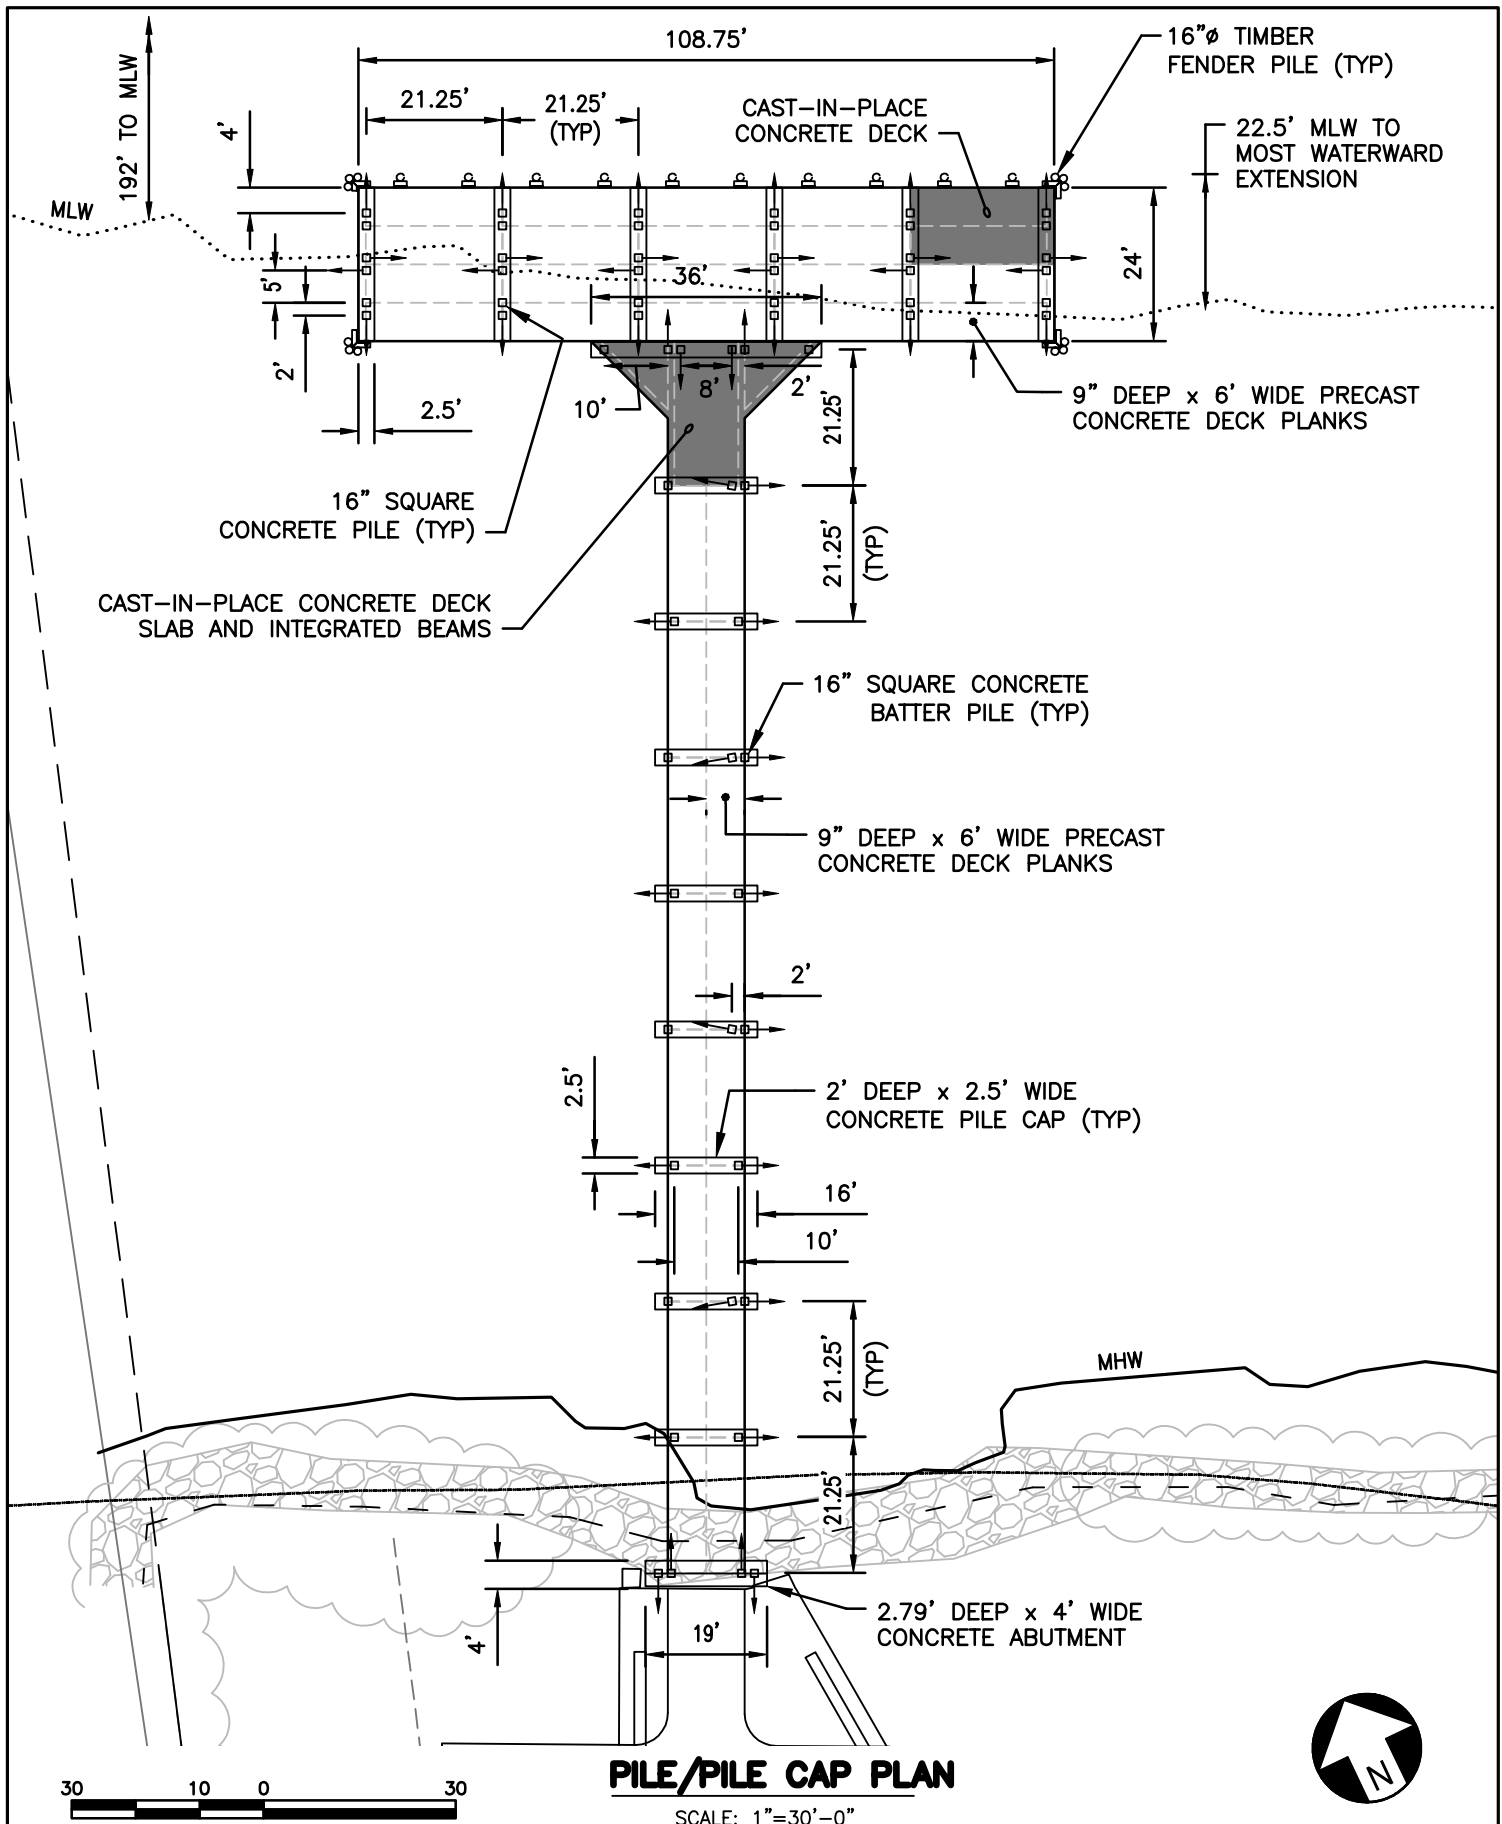 108.75'
16"ø TIMBER
FENDER PILE (TYP)
192' TO MLW
21.25'
21.25'
(TYP)
CAST-IN-PLACE
CONCRETE DECK
4'
22.5' MLW TO
MOST WATERWARD
EXTENSION
MLW
24'
5'
36'
2'
10'
8'
2'
2.5'
21.25'
9" DEEP x 6' WIDE PRECAST
CONCRETE DECK PLANKS
16" SQUARE
CONCRETE PILE (TYP)
21.25'
(TYP)
CAST-IN-PLACE CONCRETE DECK
SLAB AND INTEGRATED BEAMS
16" SQUARE CONCRETE
BATTER PILE (TYP)
9" DEEP x 6' WIDE PRECAST
CONCRETE DECK PLANKS
2'
2.5'
2' DEEP x 2.5' WIDE
CONCRETE PILE CAP (TYP)
16'
10'
21.25'
(TYP)
MHW
21.25'
4'
19'
2.79' DEEP x 4' WIDE
CONCRETE ABUTMENT
N
30 10 0 30
PILE/PILE CAP PLAN
SCALE: 1"=30'-0"